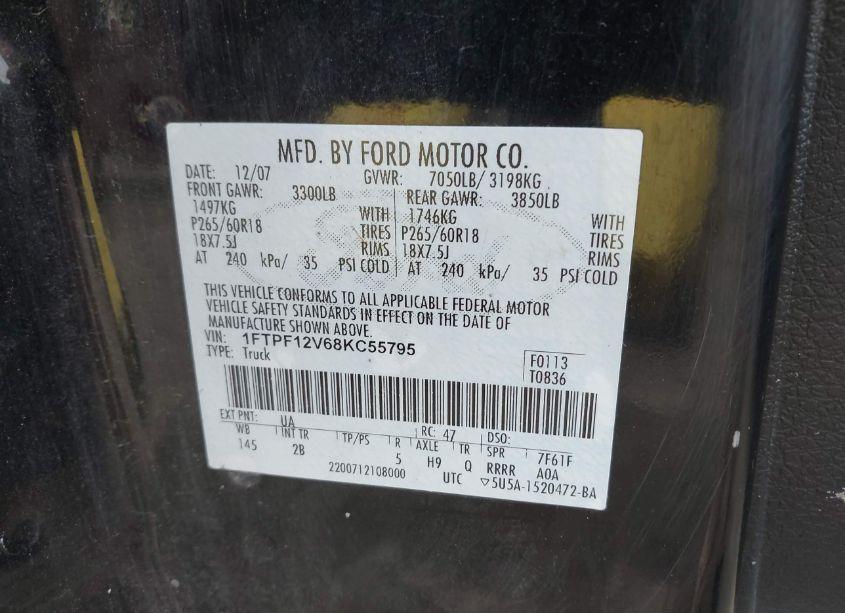 MFD. BY FORD MOTOR CO.
DATE: 12/07 GVWR: 7050LB/ 3198KG
FRONT GAWR: 3300LB REAR GAWR: 3850LB
1497KG WITH 1746KG WITH
P265/60R18 TIRES P265/60R18 TIRES
18X7.5J RIMS 18X7.5J RIMS
AT 240 kPa/ 35 PSI COLD AT 240 kPa/ 35 PSI COLD
THIS VEHICLE CONFORMS TO ALL APPLICABLE FEDERAL MOTOR
VEHICLE SAFETY STANDARDS IN EFFECT ON THE DATE OF
MANUFACTURE SHOWN ABOVE.
VIN: 1FTPF12V68KC55795
TYPE: Truck F0113
T0836
EXT PNT: UA RC: 47 DSO:
WB INT TR TP/PS R AXLE TR SPR 7F61F
145 2B 5 H9 Q RRRR A0A
2200712108000 UTC ▽5U5A-1520472-BA